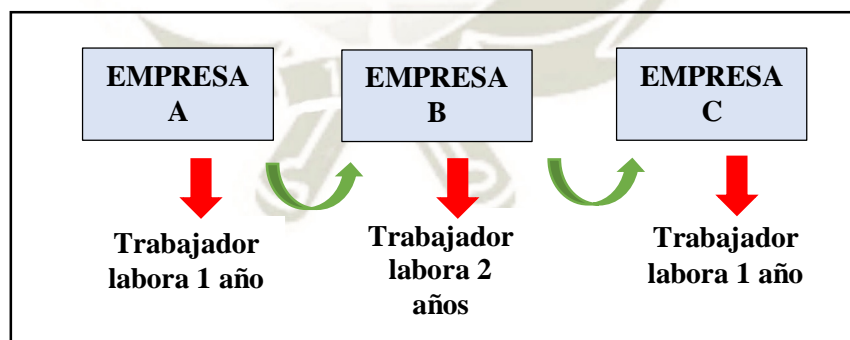 EMPRESA
A
EMPRESA
B
EMPRESA
C
Trabajador
labora 1 año
Trabajador
labora 2
años
Trabajador
labora 1 año